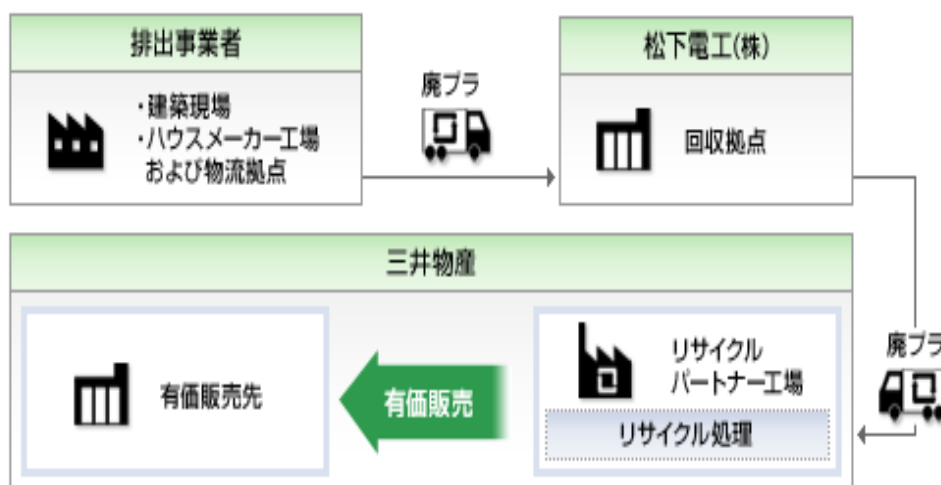 排出事業者
・建築現場
・ハウスメーカー工場
および物流拠点
廃プラ
松下電工(株)
回収拠点
廃プラ
三井物産
リサイクル
パートナー工場
リサイクル処理
有価販売
有価販売先